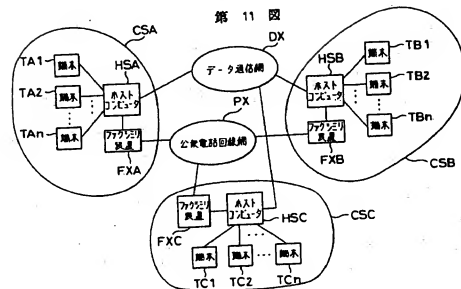 第 11 図
CSA
DX
HSA
HSB
TB1
TA1
端末
データ通信網
端末
TA2
端末
ホスト
コンピュータ
PX
ホスト
コンピュータ
端末
TB2
TAn
端末
ファクシミリ
装置
公衆電話回線網
ファクシミリ
装置
端末
TBn
FXA
FXB
CSB
ファクシミリ
装置
ホスト
コンピュータ
CSC
FXC
HSC
端末
端末
端末
TC1
TC2
TCn